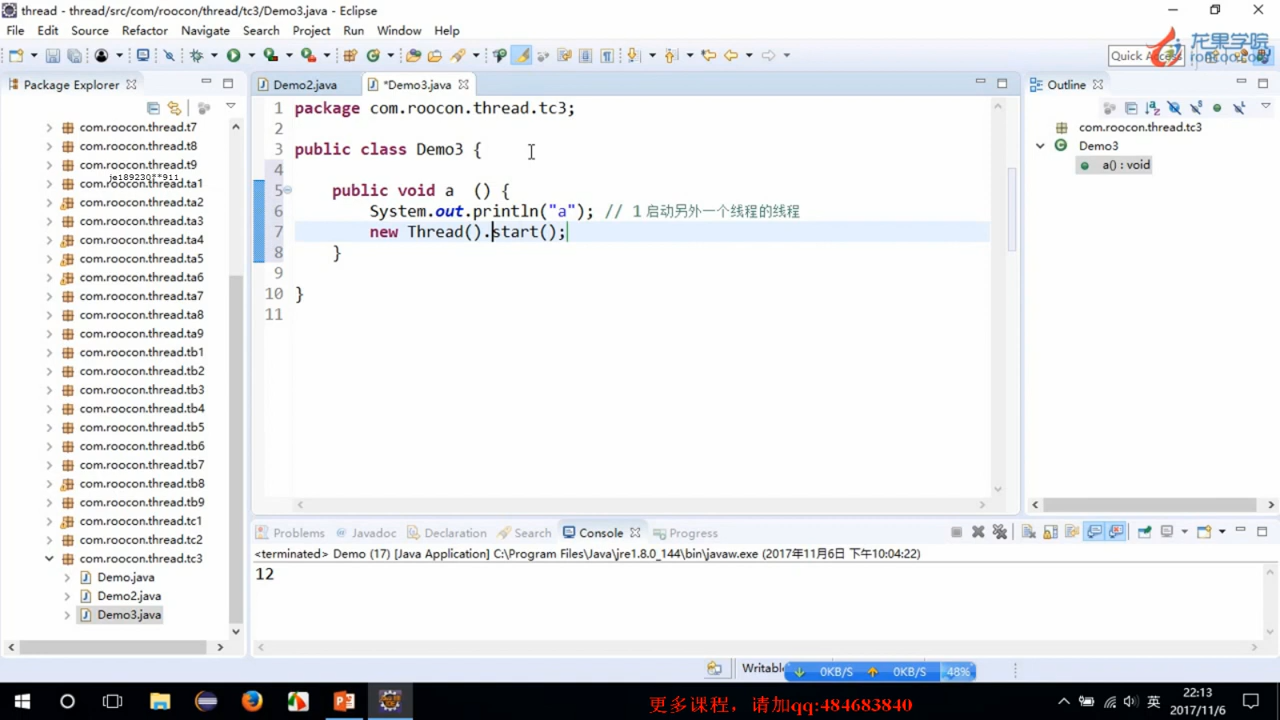 thread - thread/src/com/roocon/thread/tc3/Demo3.java - Eclipse
File Edit Source Refactor Navigate Search Project Run Window Help
Quick Access
龙果学院
roncoo.com
Package Explorer
com.roocon.thread.t7
com.roocon.thread.t8
com.roocon.thread.t9
je189230**911
com.roocon.thread.ta1
com.roocon.thread.ta2
com.roocon.thread.ta3
com.roocon.thread.ta4
com.roocon.thread.ta5
com.roocon.thread.ta6
com.roocon.thread.ta7
com.roocon.thread.ta8
com.roocon.thread.ta9
com.roocon.thread.tb1
com.roocon.thread.tb2
com.roocon.thread.tb3
com.roocon.thread.tb4
com.roocon.thread.tb5
com.roocon.thread.tb6
com.roocon.thread.tb7
com.roocon.thread.tb8
com.roocon.thread.tb9
com.roocon.thread.tc1
com.roocon.thread.tc2
com.roocon.thread.tc3
Demo.java
Demo2.java
Demo3.java
Demo2.java *Demo3.java
1 package com.roocon.thread.tc3;
2
3 public class Demo3 {
4
5 public void a () {
6 System.out.println("a"); // 1 启动另外一个线程的线程
7 new Thread().start();
8 }
9
10 }
11
Outline
com.roocon.thread.tc3
Demo3
a() : void
Problems Javadoc Declaration Search Console Progress
<terminated> Demo (17) [Java Application] C:\Program Files\Java\jre1.8.0_144\bin\javaw.exe (2017年11月6日 下午10:04:22)
12
Writable 0KB/S 0KB/S 48%
更多课程，请加qq:484683840
英
22:13
2017/11/6